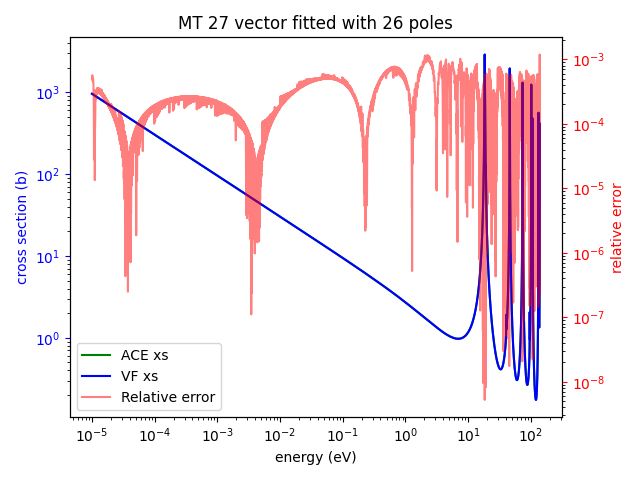 MT 27 vector fitted with 26 poles
cross section (b)
10³
10²
10¹
10⁰
10⁻³
10⁻⁴
10⁻⁵
10⁻⁶
10⁻⁷
10⁻⁸
relative error
ACE xs
VF xs
Relative error
10⁻⁵ 10⁻⁴ 10⁻³ 10⁻² 10⁻¹ 10⁰ 10¹ 10²
energy (eV)